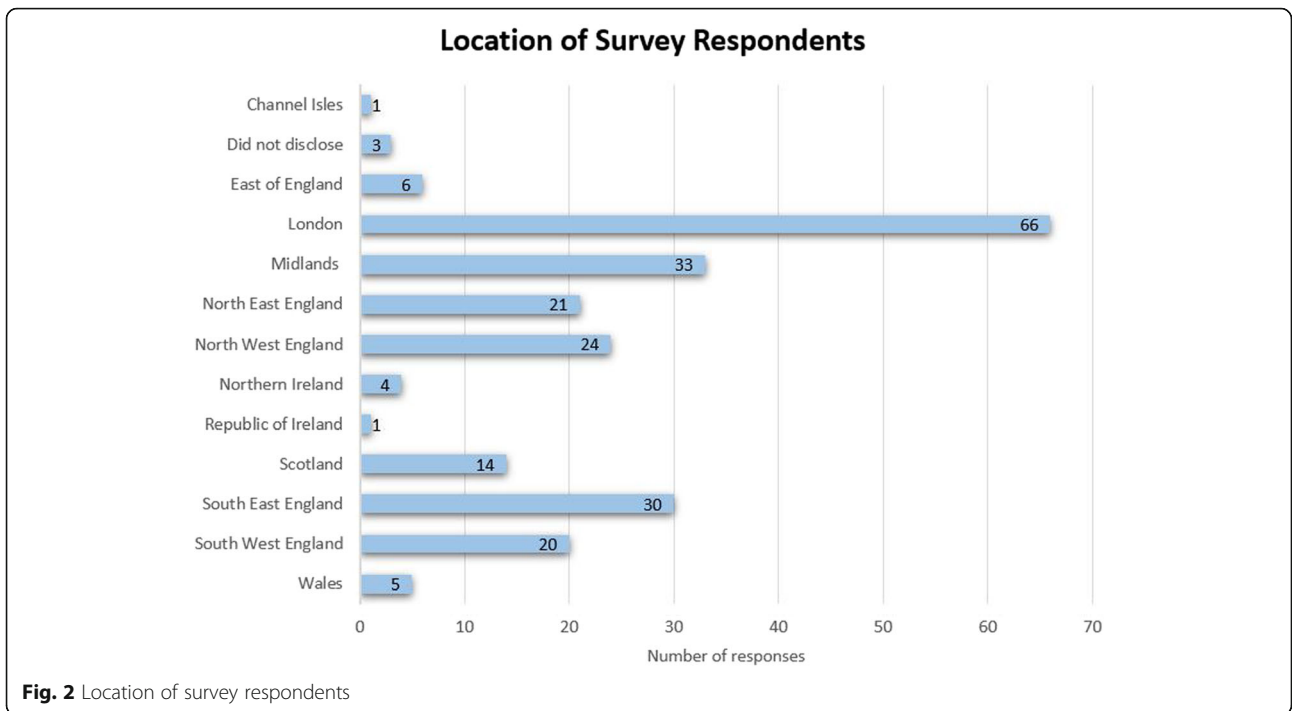 Location of Survey Respondents
Channel Isles 1
Did not disclose 3
East of England 6
London 66
Midlands 33
North East England 21
North West England 24
Northern Ireland 4
Republic of Ireland 1
Scotland 14
South East England 30
South West England 20
Wales 5
0 10 20 30 40 50 60 70
Number of responses
Fig. 2 Location of survey respondents